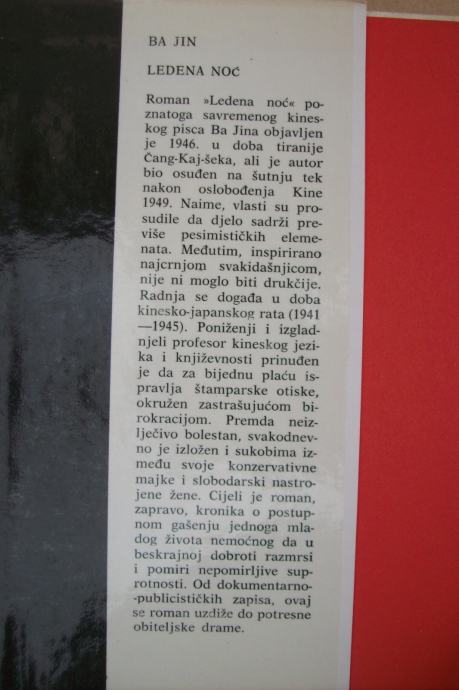 BA JIN
LEDENA NOĆ
Roman »Ledena noć« po-
znatoga savremenog kines-
kog pisca Ba Jina objavljen
je 1946. u doba tiranije
Čang-Kaj-šeka, ali je autor
bio osuđen na šutnju tek
nakon oslobođenja Kine
1949. Naime, vlasti su pro-
sudile da djelo sadrži pre-
više pesimističkih eleme-
nata. Međutim, inspirirano
najcrnjom svakidašnjicom,
nije ni moglo biti drukčije.
Radnja se događa u doba
kinesko-japanskog rata (1941
—1945). Poniženji i izglad-
njeli profesor kineskog jezi-
ka i književnosti prinuđen
je da za bijednu plaću is-
pravlja štamparske otiske,
okružen zastrašujućom bi-
rokracijom. Premda neiz-
lječivo bolestan, svakodnev-
no je izložen i sukobima iz-
među svoje konzervativne
majke i slobodarski nastro-
jene žene. Cijeli je roman,
zapravo, kronika o postup-
nom gašenju jednoga mla-
dog života nemoćnog da u
beskrajnoj dobroti razmrsi
i pomiri nepomirljive sup-
rotnosti. Od dokumentarno-
-publicističkih zapisa, ovaj
se roman uzdiže do potresne
obiteljske drame.